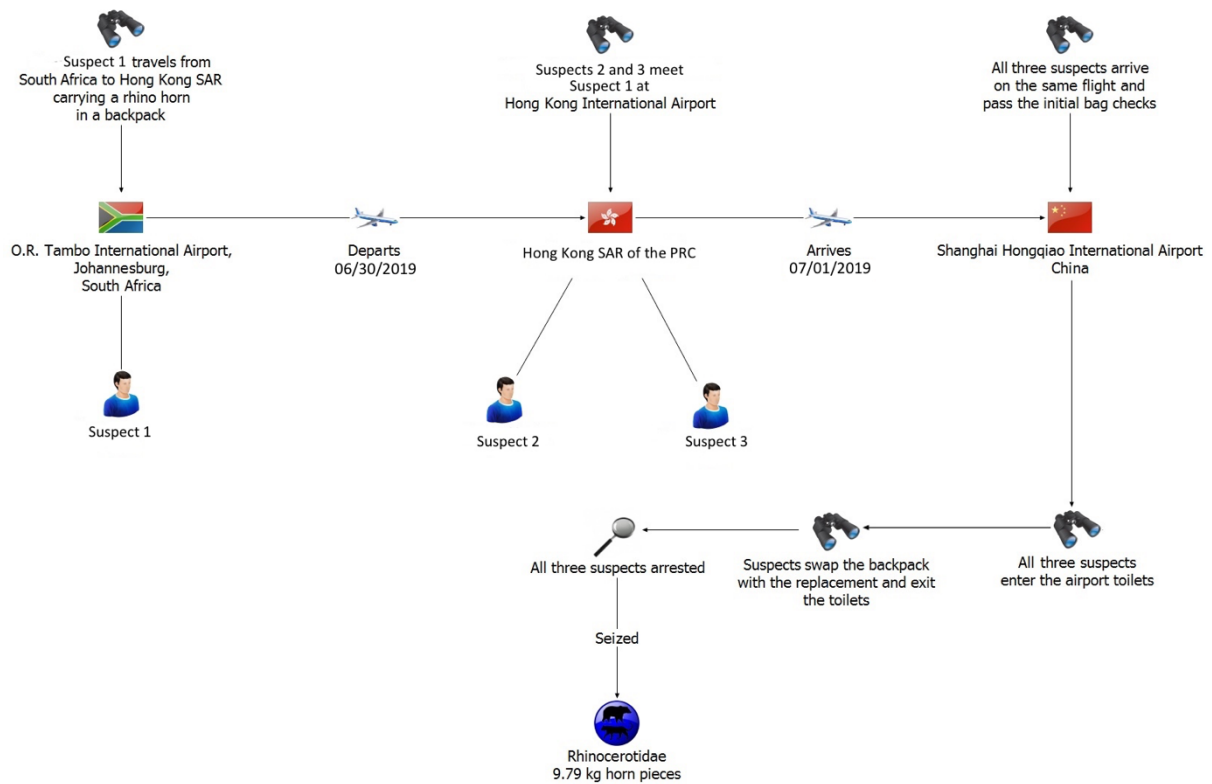 Suspect 1 travels from
South Africa to Hong Kong SAR
carrying a rhino horn
in a backpack
Suspects 2 and 3 meet
Suspect 1 at
Hong Kong International Airport
All three suspects arrive
on the same flight and
pass the initial bag checks
O.R. Tambo International Airport,
Johannesburg,
South Africa
Departs
06/30/2019
Hong Kong SAR of the PRC
Arrives
07/01/2019
Shanghai Hongqiao International Airport
China
Suspect 1
Suspect 2
Suspect 3
All three suspects
enter the airport toilets
Suspects swap the backpack
with the replacement and exit
the toilets
All three suspects arrested
Seized
Rhinocerotidae
9.79 kg horn pieces